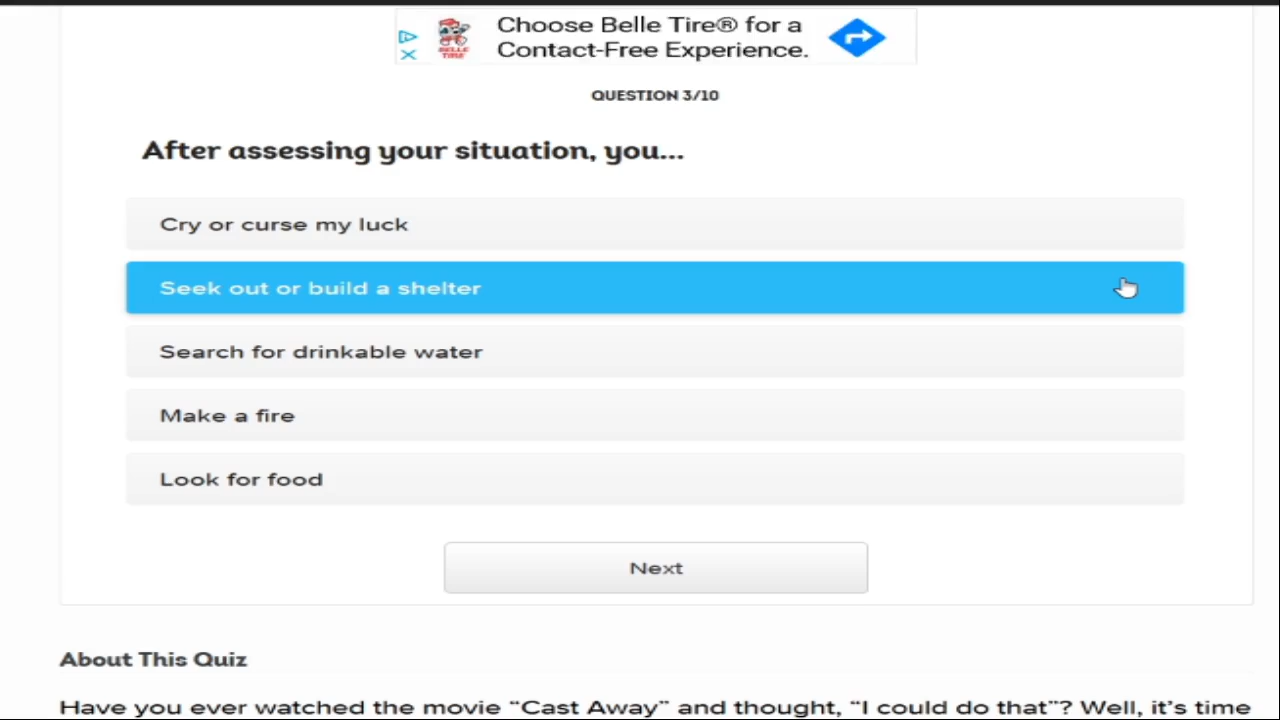 Choose Belle Tire® for a
Contact-Free Experience.
BELLE
TIRE
QUESTION 3/10
After assessing your situation, you...
Cry or curse my luck
Seek out or build a shelter
Search for drinkable water
Make a fire
Look for food
Next
About This Quiz
Have you ever watched the movie “Cast Away” and thought, “I could do that”? Well, it’s time